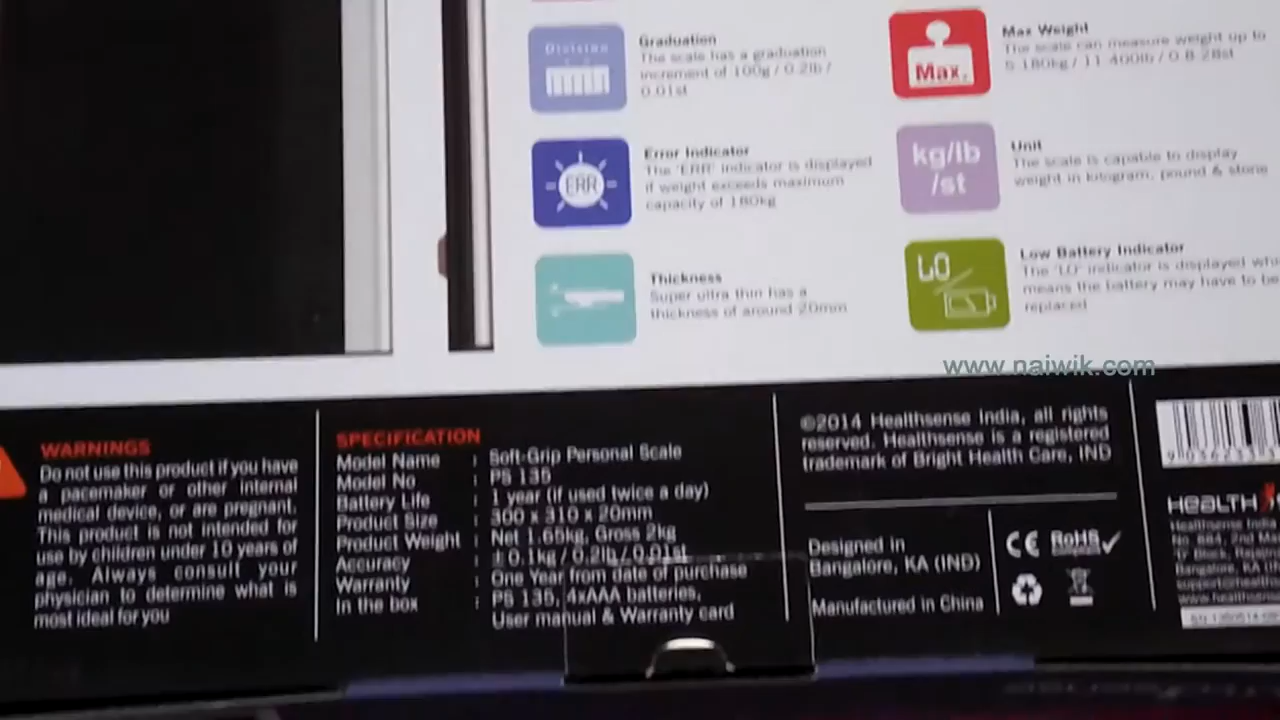 Division
Graduation
The scale has a graduation
increment of 100g / 0.2lb /
0.01st
Max.
Max Weight
The scale can measure weight up to
5-180kg / 11-400lb / 0.8-28st
ERR
Error Indicator
The 'ERR' indicator is displayed
if weight exceeds maximum
capacity of 180kg
kg/lb
/st
Unit
The scale is capable to display
weight in kilogram, pound & stone
Thickness
Super ultra thin has a
thickness of around 20mm
LO
Low Battery Indicator
The 'LO' indicator is displayed
means the battery may have to be
replaced
www.naiwik.com
WARNINGS
Do not use this product if you have
a pacemaker or other internal
medical device, or are pregnant.
This product is not intended for
use by children under 10 years of
age. Always consult your
physician to determine what is
most ideal for you
SPECIFICATION
Model Name : Soft-Grip Personal Scale
Model No : PS 135
Battery Life : 1 year (if used twice a day)
Product Size : 300 x 310 x 20mm
Product Weight : Net 1.65kg, Gross 2kg
Accuracy : ± 0.1kg / 0.2lb / 0.01st
Warranty : One Year from date of purchase
In the box : PS 135, 4xAAA batteries,
User manual & Warranty card
©2014 Healthsense India, all rights
reserved. Healthsense is a registered
trademark of Bright Health Care, IND
Designed in
Bangalore, KA (IND)
Manufactured in China
CE RoHS
HEALTH
Healthsense India
Bangalore, KA